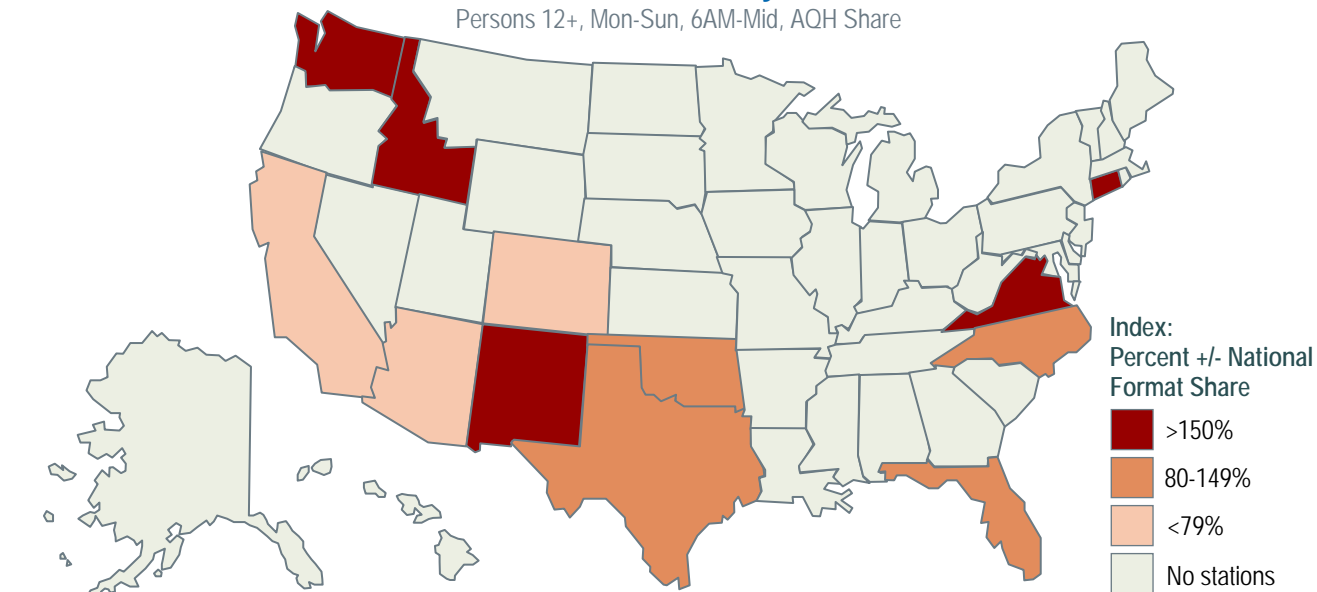 Persons 12+, Mon-Sun, 6AM-Mid, AQH Share
Index:
Percent +/- National
Format Share
>150%
80-149%
<79%
No stations